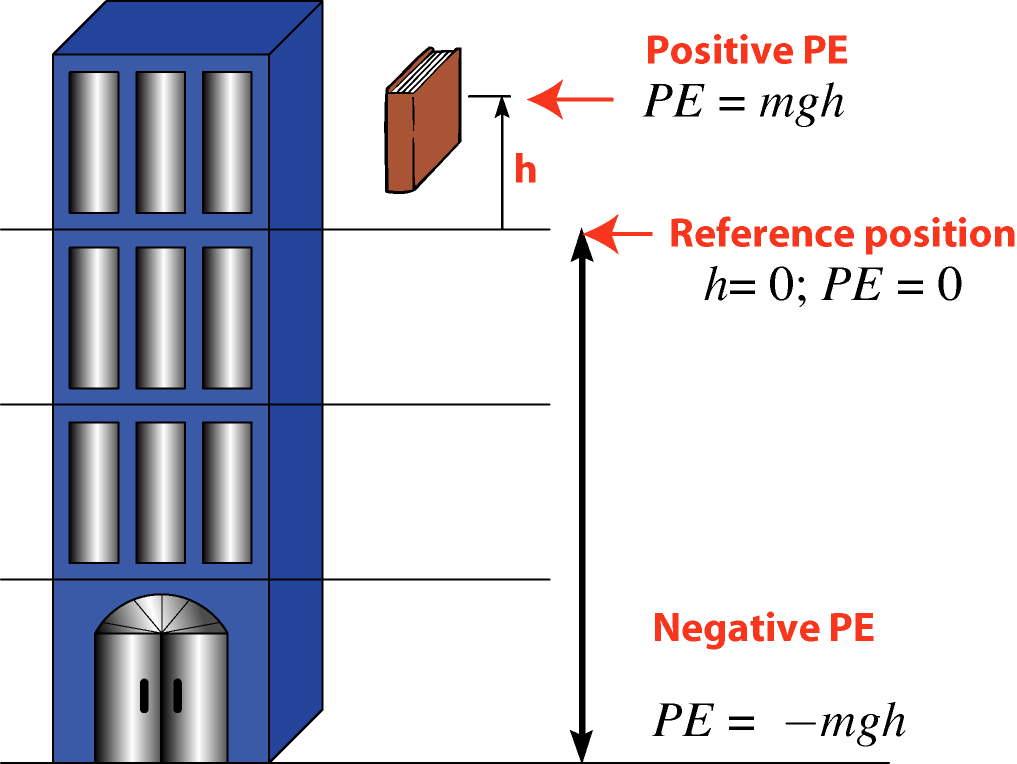 Positive PE
PE = mgh
h
Reference position
h= 0; PE = 0
Negative PE
PE = −mgh